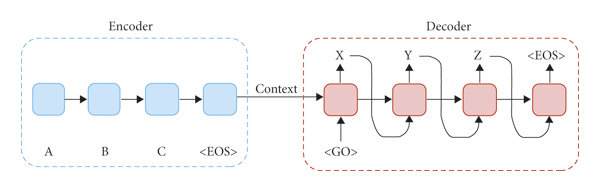 Encoder
Decoder
X Y Z <EOS>
Context
A B C <EOS>
<GO>